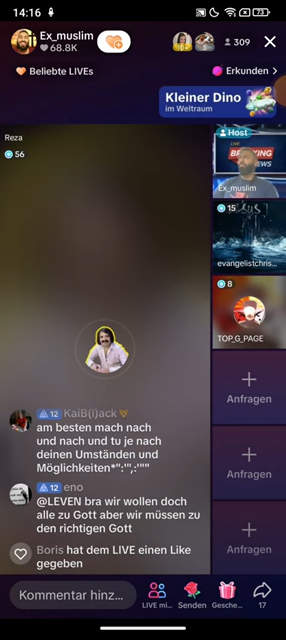 14:16
73
Ex_muslim
68.8K
309
Beliebte LIVEs
Erkunden >
Kleiner Dino
im Weltraum
Reza
56
Host
LIVE
BREAKING
NEWS
Ex_muslim
15
evangelistchris...
8
TOP_G_PAGE
Anfragen
Anfragen
Anfragen
12 KaiB(l)ack
am besten mach nach
und nach und tu je nach
deinen Umständen und
Möglichkeiten*":'",:'"'"
12 eno
@LEVEN bra wir wollen doch
alle zu Gott aber wir müssen zu
den richtigen Gott
Boris hat dem LIVE einen Like
gegeben
Kommentar hinz...
LIVE mi...
Senden
Gesche...
17